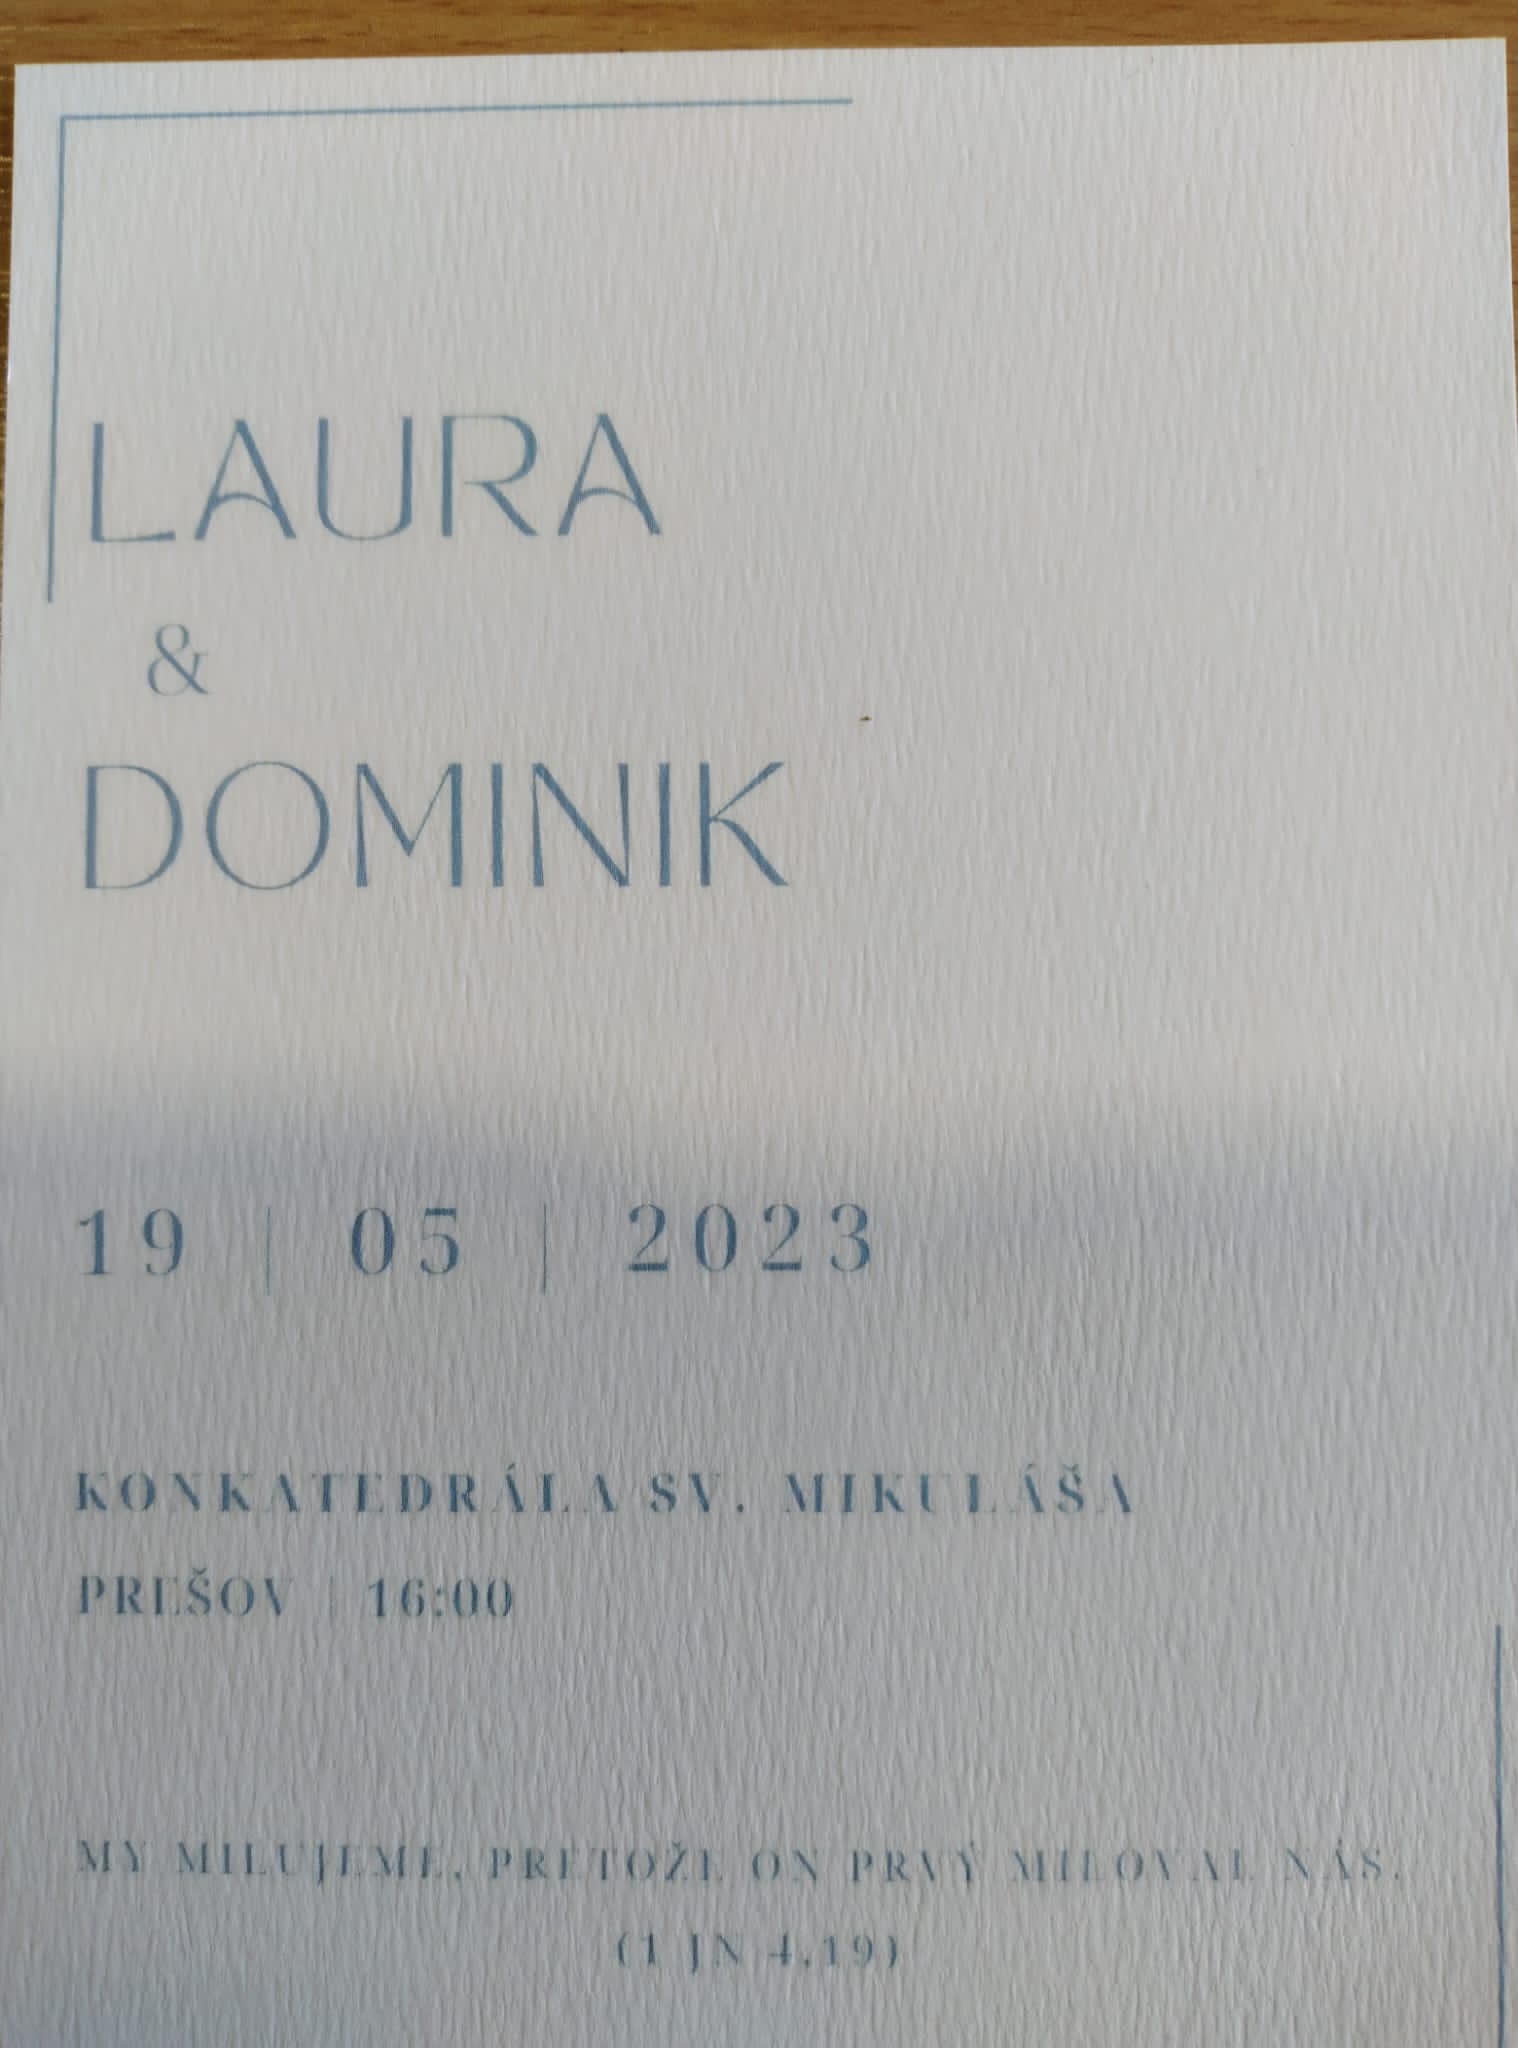 LAURA
&
DOMINIK
19 | 05 | 2023
KONKATEDRÁLA SV. MIKULÁŠA
PREŠOV | 16:00
MY MILUJEME, PRETOŽE ON PRVÝ MILOVAL NÁS.
(1 JN 4,19)